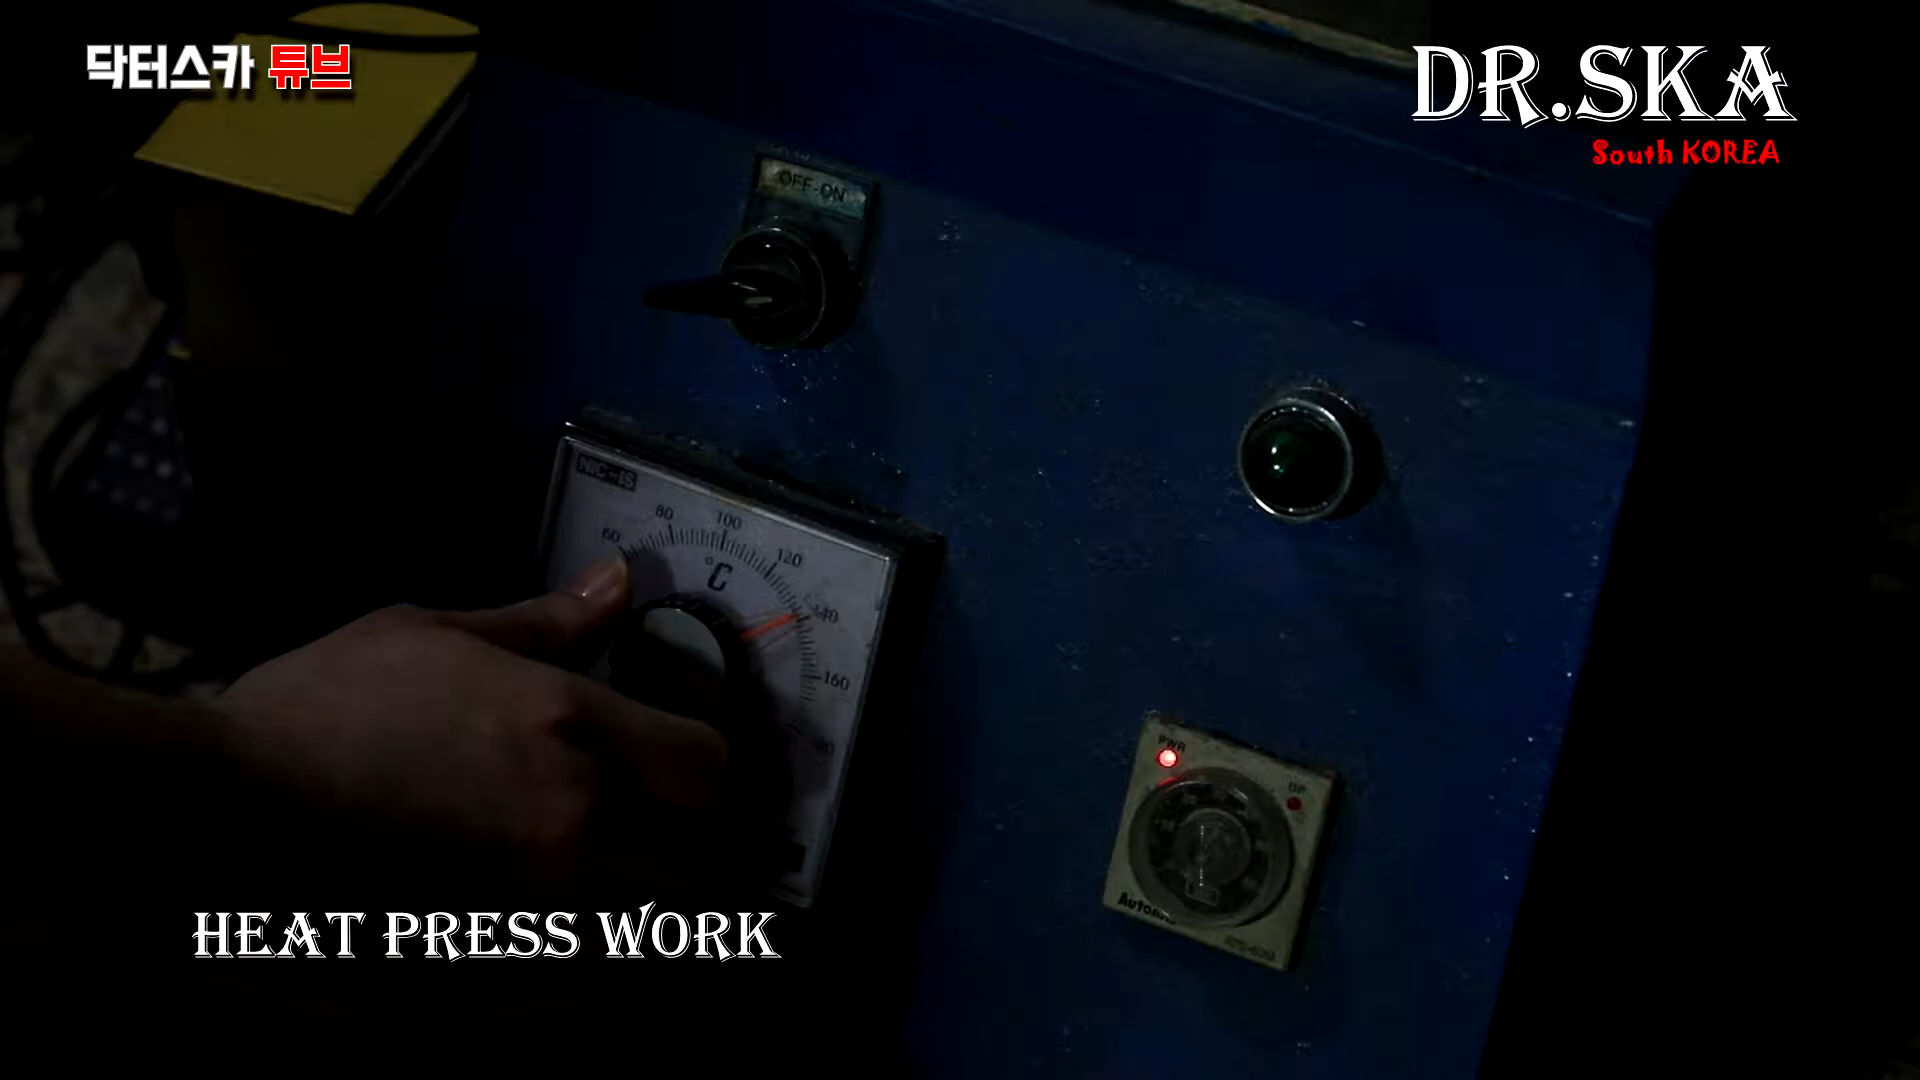 닥터스카 튜브
DR.SKA
South KOREA
OFF-ON
NIC-IS
60
80
100
120
°C
140
160
PWR
UP
HEAT PRESS WORK